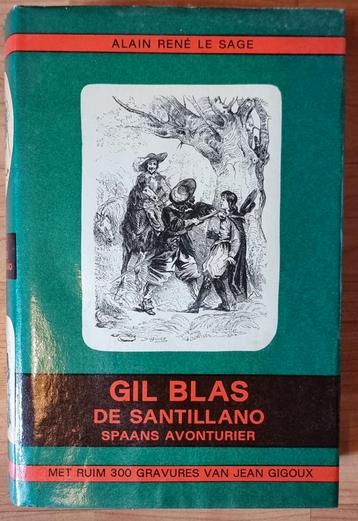 ALAIN RENÉ LE SAGE
GIL BLAS
DE SANTILLANO
SPAANS AVONTURIER
MET RUIM 300 GRAVURES VAN JEAN GIGOUX